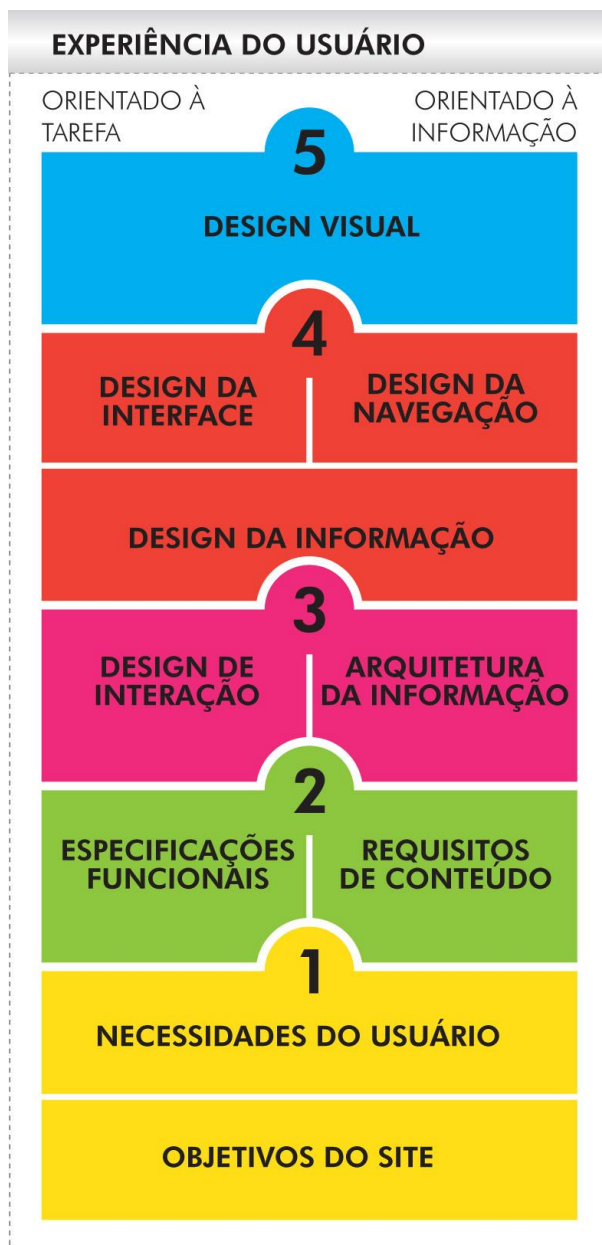 EXPERIÊNCIA DO USUÁRIO
ORIENTADO À
TAREFA
ORIENTADO À
INFORMAÇÃO
5
DESIGN VISUAL
4
DESIGN DA
INTERFACE
DESIGN DA
NAVEGAÇÃO
DESIGN DA INFORMAÇÃO
3
DESIGN DE
INTERAÇÃO
ARQUITETURA
DA INFORMAÇÃO
2
ESPECIFICAÇÕES
FUNCIONAIS
REQUISITOS
DE CONTEÚDO
1
NECESSIDADES DO USUÁRIO
OBJETIVOS DO SITE